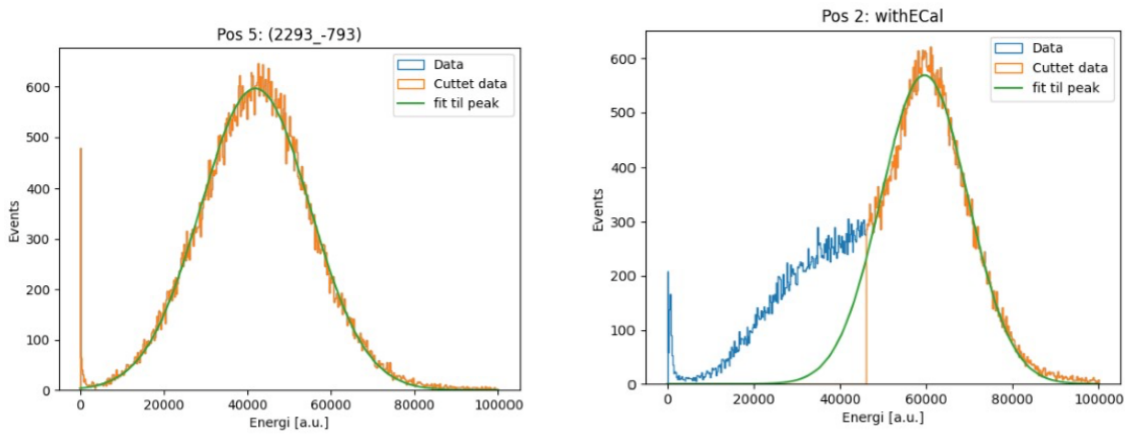 Pos 5: (2293_-793)
Data
Cuttet data
fit til peak
600
500
400
300
200
100
0
Events
0 20000 40000 60000 80000 100000
Energi [a.u.]
Pos 2: withECal
Data
Cuttet data
fit til peak
600
500
400
300
200
100
0
Events
0 20000 40000 60000 80000 100000
Energi [a.u.]